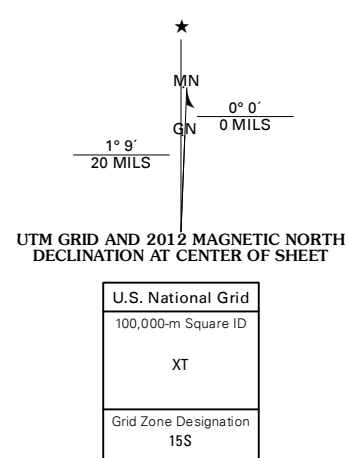 ★
MN
0° 0´
0 MILS
GN
1° 9´
20 MILS
UTM GRID AND 2012 MAGNETIC NORTH
DECLINATION AT CENTER OF SHEET
U.S. National Grid
100,000-m Square ID
XT
Grid Zone Designation
15S